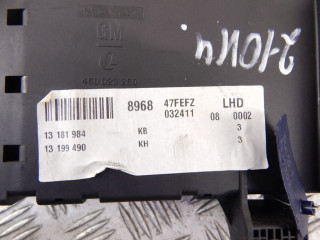 GM
8968 47FEFZ LHD
032411 08 0002
13 181 984 KB 3
13 199 490 KH 3